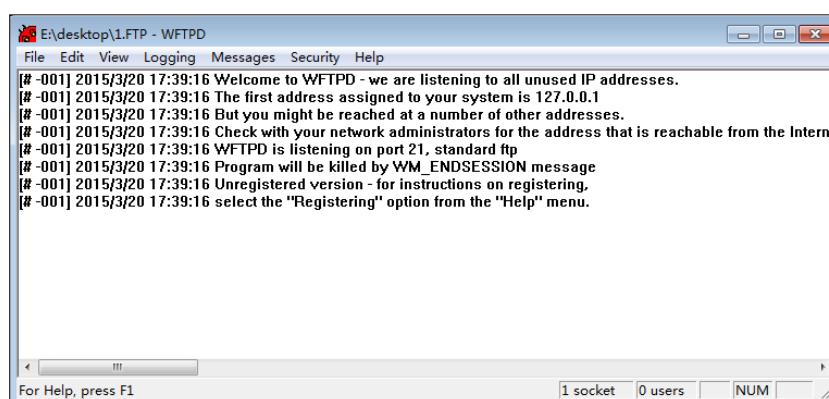 E:\desktop\1.FTP - WFTPD
File Edit View Logging Messages Security Help
[# -001] 2015/3/20 17:39:16 Welcome to WFTPD - we are listening to all unused IP addresses.
[# -001] 2015/3/20 17:39:16 The first address assigned to your system is 127.0.0.1
[# -001] 2015/3/20 17:39:16 But you might be reached at a number of other addresses.
[# -001] 2015/3/20 17:39:16 Check with your network administrators for the address that is reachable from the Intern
[# -001] 2015/3/20 17:39:16 WFTPD is listening on port 21, standard ftp
[# -001] 2015/3/20 17:39:16 Program will be killed by WM_ENDSESSION message
[# -001] 2015/3/20 17:39:16 Unregistered version - for instructions on registering,
[# -001] 2015/3/20 17:39:16 select the "Registering" option from the "Help" menu.
For Help, press F1 1 socket 0 users NUM